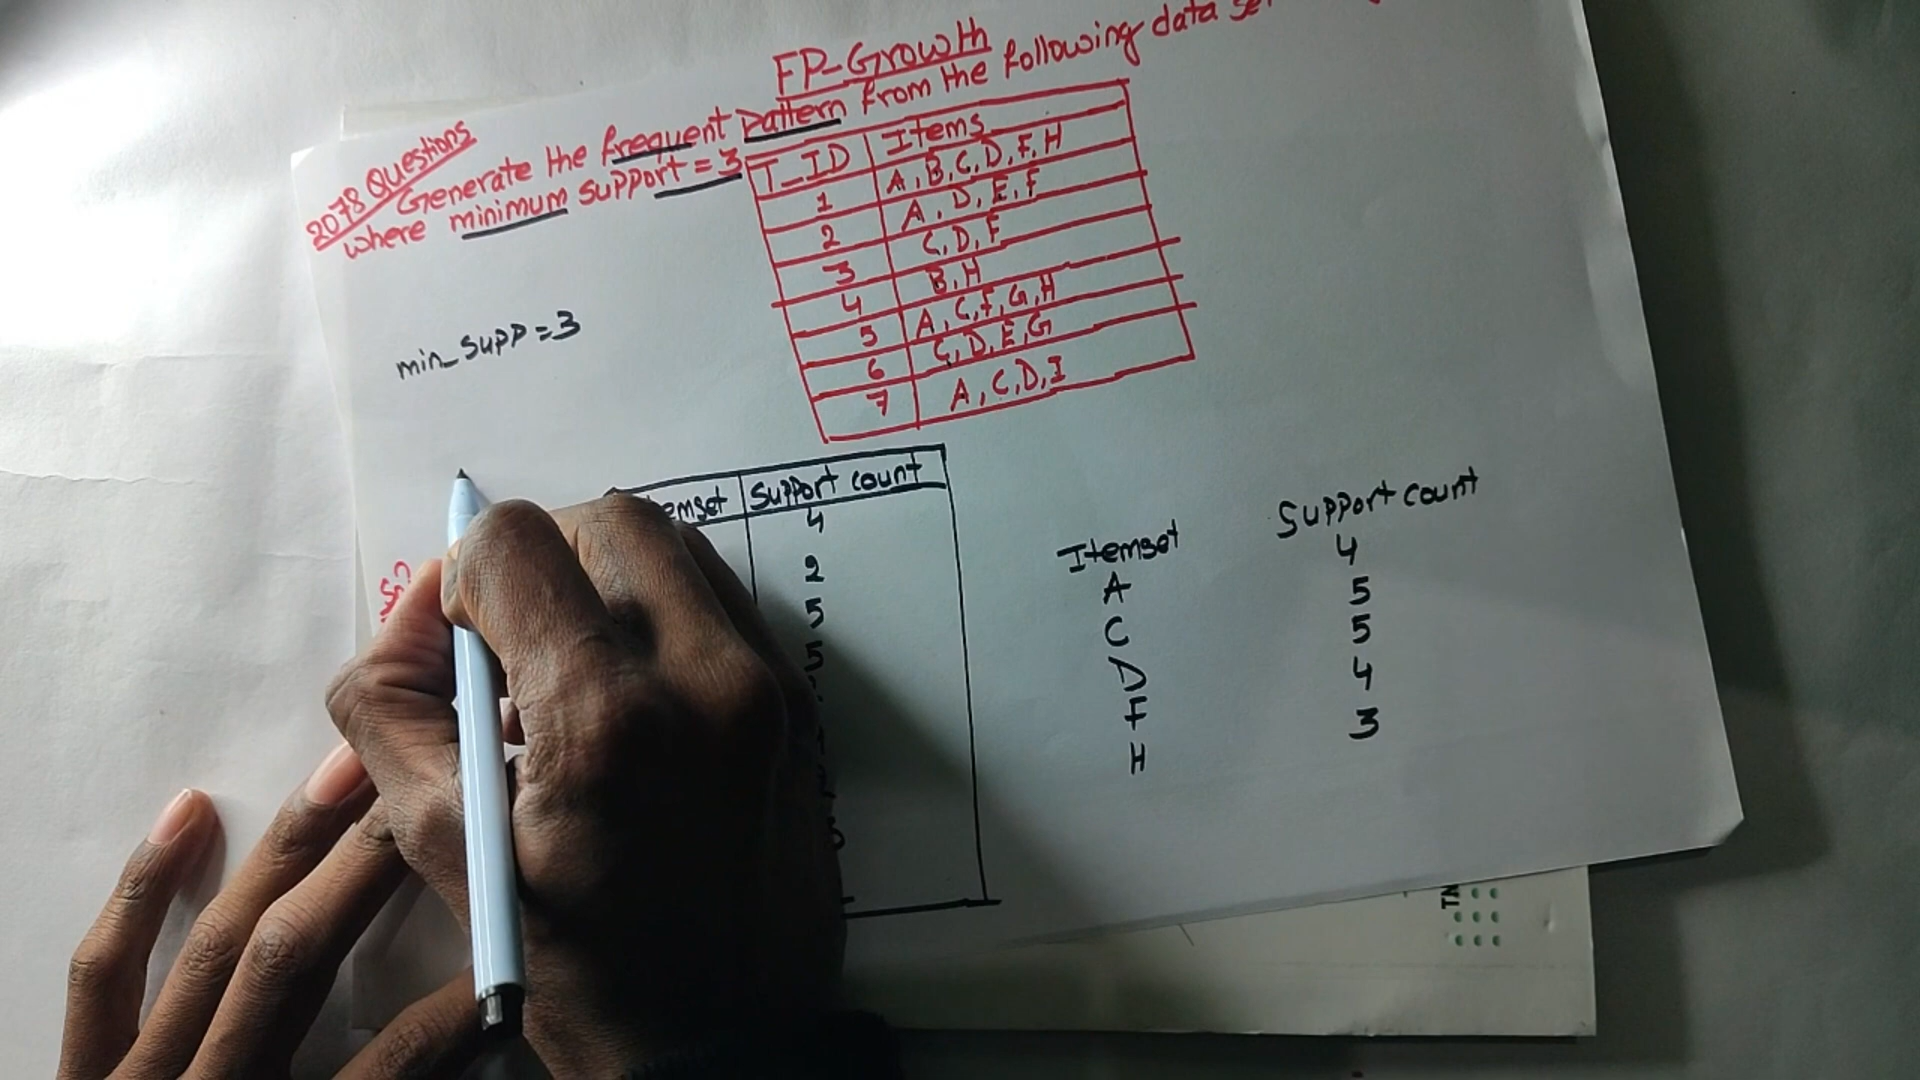 FP-Growth
2078 Questions
Generate the frequent pattern from the following data set
where minimum support = 3
T_ID Items
1 A, B, C, D, F, H
2 A, D, E, F
3 C, D, F
4 B, H
5 A, C, F, G, H
6 C, D, E, G
7 A, C, D, I
min_supp = 3
support count
4
2
5
5
Itemset Support count
A 4
C 5
D 5
F 4
H 3